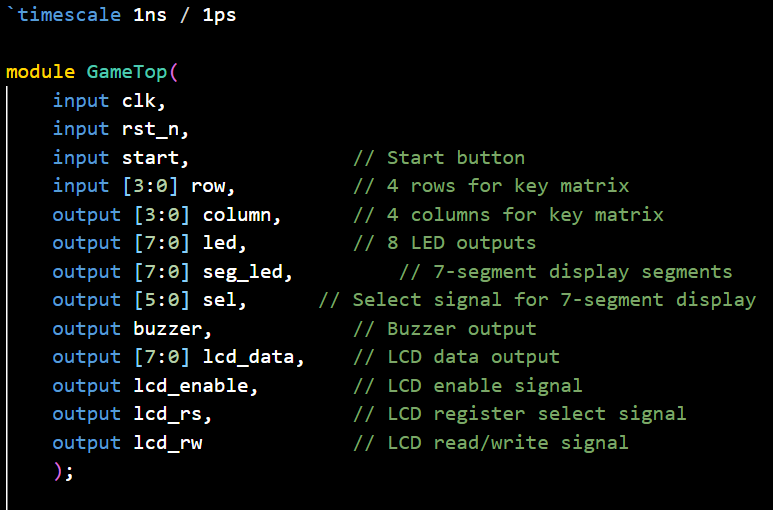 `timescale 1ns / 1ps
module GameTop(
input clk,
input rst_n,
input start, // Start button
input [3:0] row, // 4 rows for key matrix
output [3:0] column, // 4 columns for key matrix
output [7:0] led, // 8 LED outputs
output [7:0] seg_led, // 7-segment display segments
output [5:0] sel, // Select signal for 7-segment display
output buzzer, // Buzzer output
output [7:0] lcd_data, // LCD data output
output lcd_enable, // LCD enable signal
output lcd_rs, // LCD register select signal
output lcd_rw // LCD read/write signal
);